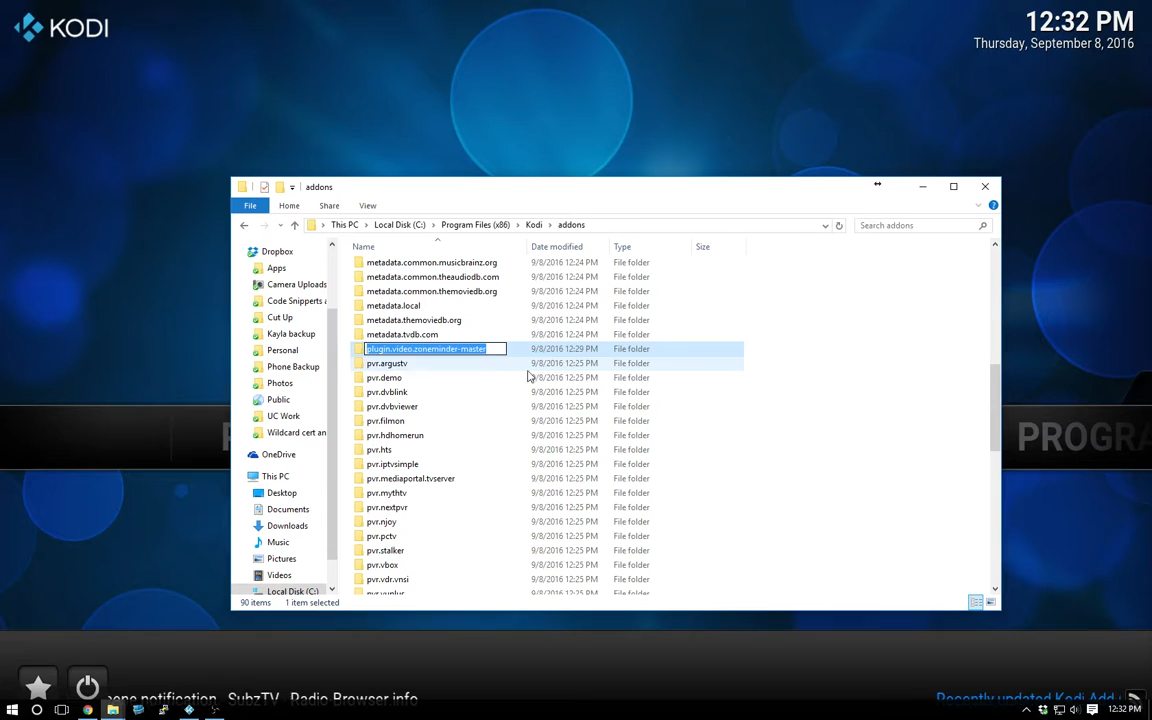 KODI
12:32 PM
Thursday, September 8, 2016
addons
File Home Share View
This PC Local Disk (C:) Program Files (x86) Kodi addons
Search addons
Name Date modified Type Size
Dropbox
Apps
Camera Uploads
Code Snipperts a
Cut Up
Kayla backup
Personal
Phone Backup
Photos
Public
UC Work
Wildcard cert an
OneDrive
This PC
Desktop
Documents
Downloads
Music
Pictures
Videos
Local Disk (C:)
metadata.common.musicbrainz.org 9/8/2016 12:24 PM File folder
metadata.common.theaudiodb.com 9/8/2016 12:24 PM File folder
metadata.common.themoviedb.org 9/8/2016 12:24 PM File folder
metadata.local 9/8/2016 12:24 PM File folder
metadata.themoviedb.org 9/8/2016 12:24 PM File folder
metadata.tvdb.com 9/8/2016 12:24 PM File folder
plugin.video.zoneminder-master 9/8/2016 12:29 PM File folder
pvr.argustv 9/8/2016 12:25 PM File folder
pvr.demo 9/8/2016 12:25 PM File folder
pvr.dvblink 9/8/2016 12:25 PM File folder
pvr.dvbviewer 9/8/2016 12:25 PM File folder
pvr.filmon 9/8/2016 12:25 PM File folder
pvr.hdhomerun 9/8/2016 12:25 PM File folder
pvr.hts 9/8/2016 12:25 PM File folder
pvr.iptvsimple 9/8/2016 12:25 PM File folder
pvr.mediaportal.tvserver 9/8/2016 12:25 PM File folder
pvr.mythtv 9/8/2016 12:25 PM File folder
pvr.nextpvr 9/8/2016 12:25 PM File folder
pvr.njoy 9/8/2016 12:25 PM File folder
pvr.pctv 9/8/2016 12:25 PM File folder
pvr.stalker 9/8/2016 12:25 PM File folder
pvr.vbox 9/8/2016 12:25 PM File folder
pvr.vdr.vnsi 9/8/2016 12:25 PM File folder
pvr.vuplus 9/8/2016 12:25 PM File folder
90 items 1 item selected
PROGRA
notification, SubzTV, Radio-Browser.info
Recently updated Kodi Add
12:32 PM